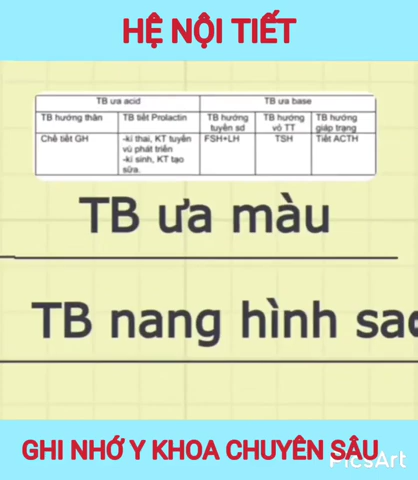 HỆ NỘI TIẾT
TB ưa acid TB ưa base
TB hướng thân TB tiết Prolactin TB hướng tuyến sd TB hướng vỏ TT TB hướng giáp trạng
Chế tiết GH -kì thai, KT tuyến vú phát triển FSH+LH TSH Tiết ACTH
-kì sinh, KT tạo sữa.
TB ưa màu
TB nang hình sao
GHI NHỚ Y KHOA CHUYÊN SÂU
PicsArt